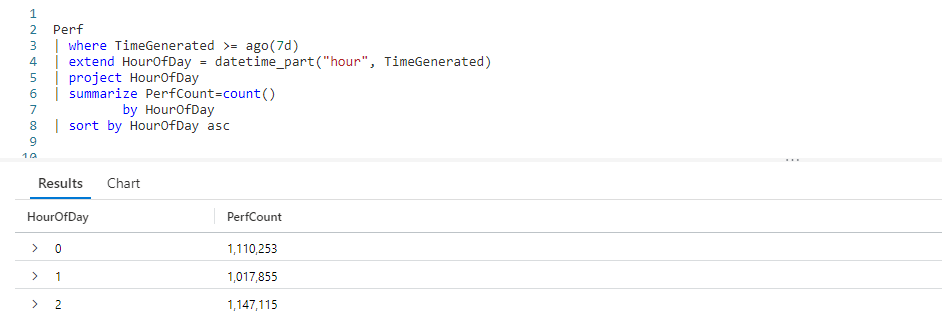 1
2 Perf
3 | where TimeGenerated >= ago(7d)
4 | extend HourOfDay = datetime_part("hour", TimeGenerated)
5 | project HourOfDay
6 | summarize PerfCount=count()
7 by HourOfDay
8 | sort by HourOfDay asc
9
10
...
Results Chart
HourOfDay PerfCount
> 0 1,110,253
> 1 1,017,855
> 2 1,147,115